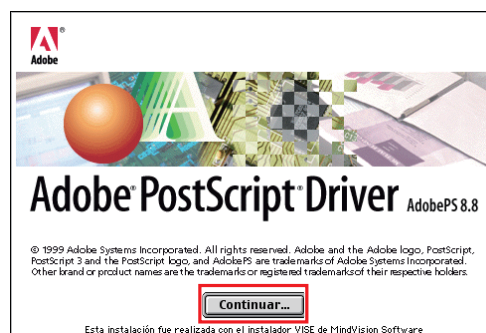 Adobe®
Adobe® PostScript® Driver AdobePS 8.8
© 1999 Adobe Systems Incorporated. All rights reserved. Adobe and the Adobe logo, PostScript,
PostScript 3 and the PostScript logo, and AdobePS are trademarks of Adobe Systems Incorporated.
Other brand or product names are the trademarks or registered trademarks of their respective holders.
Continuar...
Esta instalación fue realizada con el instalador VISE de MindVision Software